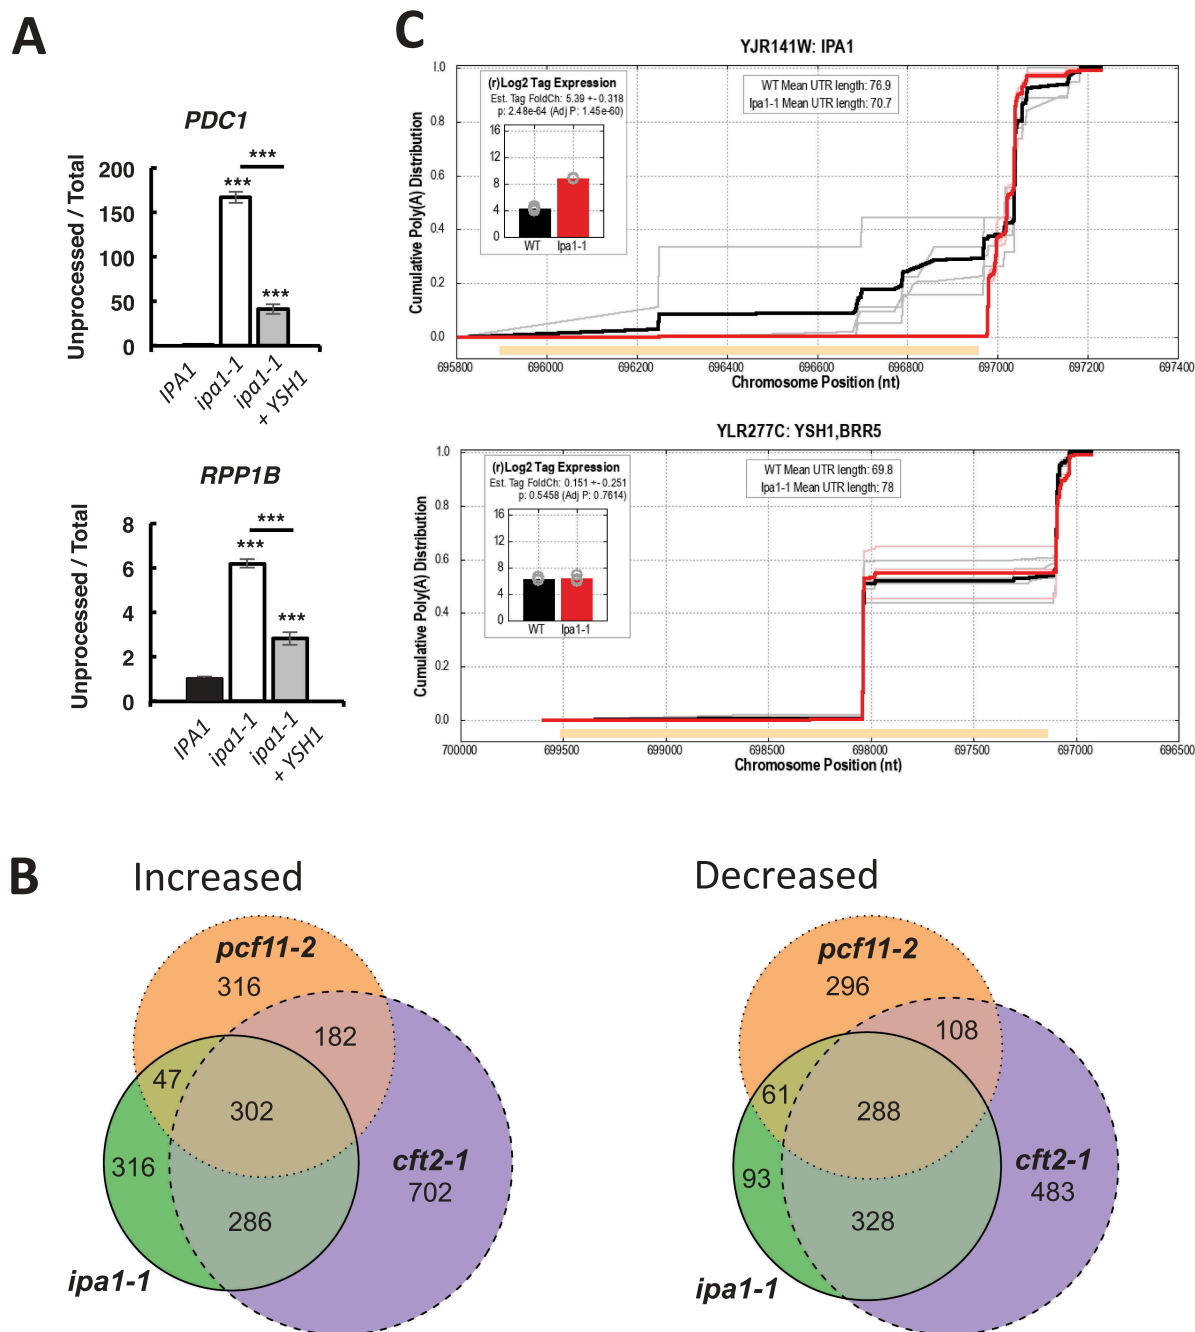 A
PDC1
Unprocessed / Total
200
150
100
50
0
***
***
***
IPA1
ipa1-1
ipa1-1
+ YSH1
RPP1B
Unprocessed / Total
8
6
4
2
0
***
***
***
IPA1
ipa1-1
ipa1-1
+ YSH1
C
YJR141W: IPA1
Cumulative Poly(A) Distribution
1.0
0.8
0.6
0.4
0.2
0.0
(r)Log2 Tag Expression
Est. Tag FoldCh: 5.39 +- 0.318
p: 2.48e-64 (Adj P: 1.45e-60)
16
12
8
4
0
WT Ipa1-1
WT Mean UTR length: 76.9
Ipa1-1 Mean UTR length: 70.7
695800 696000 696200 696400 696600 696800 697000 697200 697400
Chromosome Position (nt)
YLR277C: YSH1,BRR5
Cumulative Poly(A) Distribution
1.0
0.8
0.6
0.4
0.2
0.0
(r)Log2 Tag Expression
Est. Tag FoldCh: 0.151 +- 0.251
p: 0.5458 (Adj P: 0.7614)
16
12
8
4
0
WT Ipa1-1
WT Mean UTR length: 69.8
Ipa1-1 Mean UTR length: 78
700000 699500 699000 698500 698000 697500 697000 696500
Chromosome Position (nt)
B
Increased
pcf11-2
316
182
47
302
316
cft2-1
702
286
ipa1-1
Decreased
pcf11-2
296
108
61
288
93
cft2-1
483
328
ipa1-1